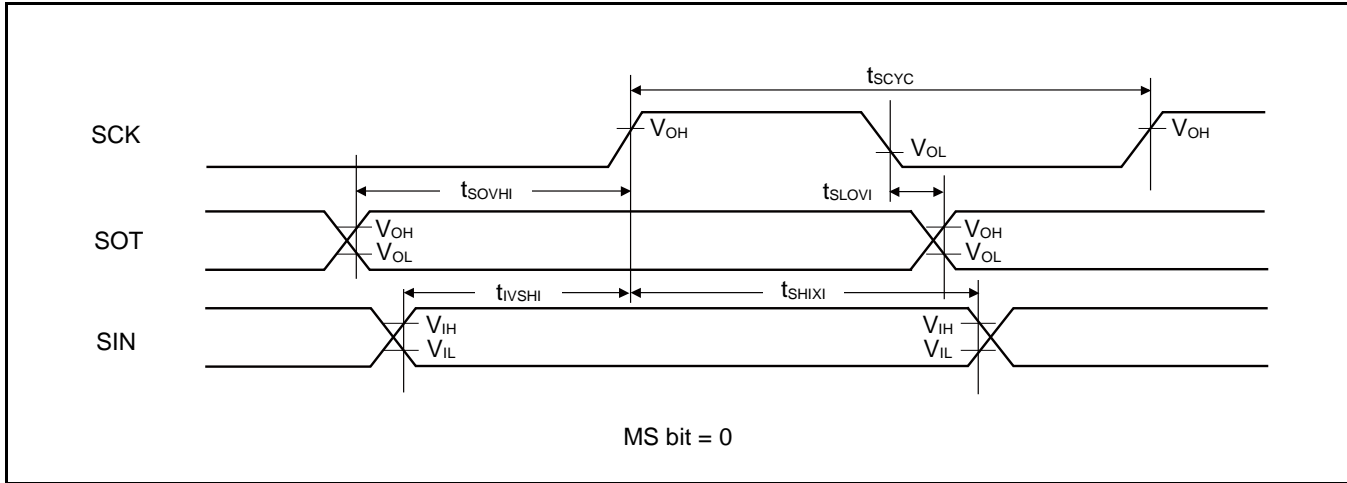 tSCYC
SCK
VOH
VOL
VOH
tSOVHI
tSLOVI
SOT
VOH
VOL
VOH
VOL
tIVSHI
tSHIXI
SIN
VIH
VIL
VIH
VIL
MS bit = 0